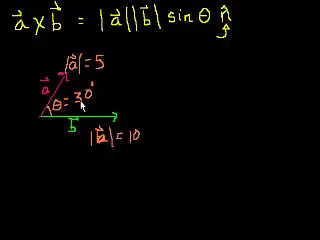 a⃗ × b⃗ = |a⃗||b⃗| sin θ n̂
|a⃗| = 5
a⃗
θ = 30°
b⃗
|b⃗| = 10